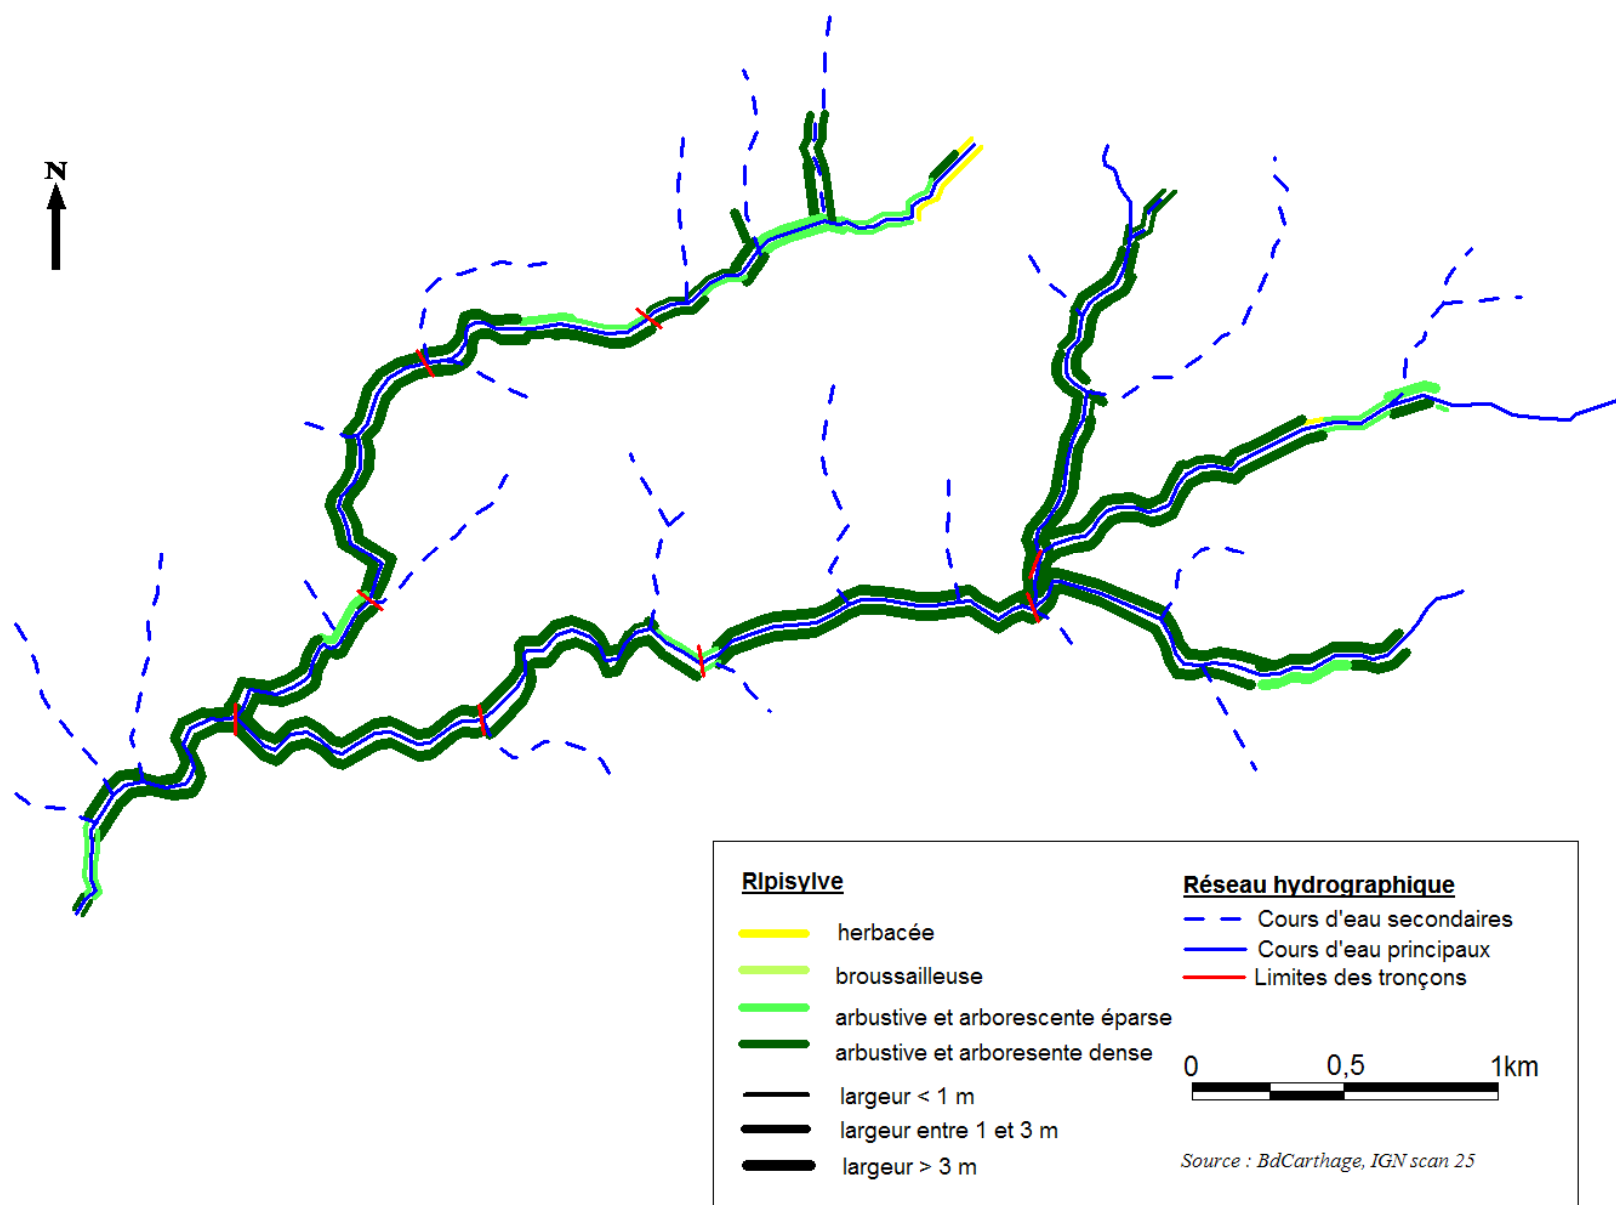 N
RIpisylve
herbacée
broussailleuse
arbustive et arborescente éparse
arbustive et arboresente dense
largeur < 1 m
largeur entre 1 et 3 m
largeur > 3 m
Réseau hydrographique
Cours d'eau secondaires
Cours d'eau principaux
Limites des tronçons
0 0,5 1km
Source : BdCarthage, IGN scan 25